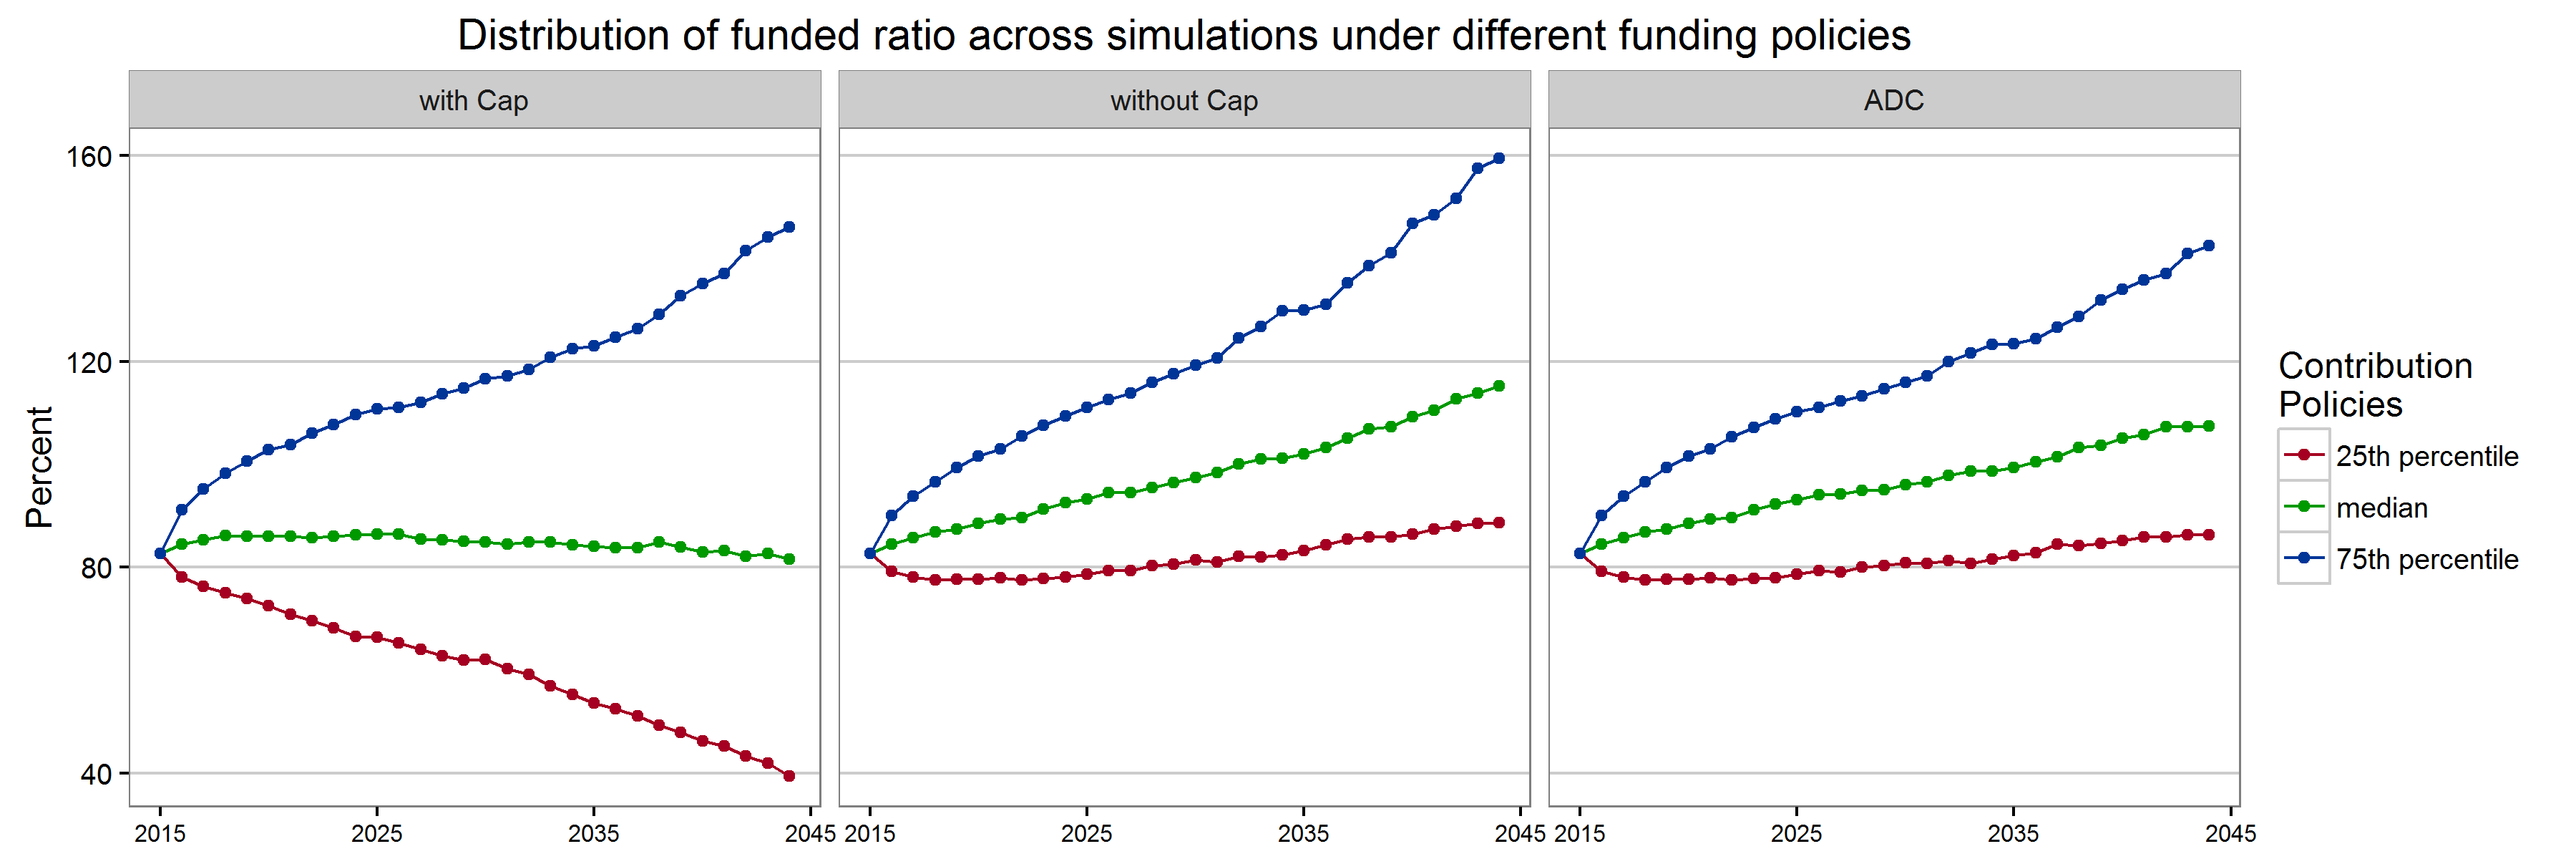 Distribution of funded ratio across simulations under different funding policies
with Cap
without Cap
ADC
Percent
160
120
80
40
2015 2025 2035 2045
2015 2025 2035 2045
2015 2025 2035 2045
Contribution
Policies
25th percentile
median
75th percentile